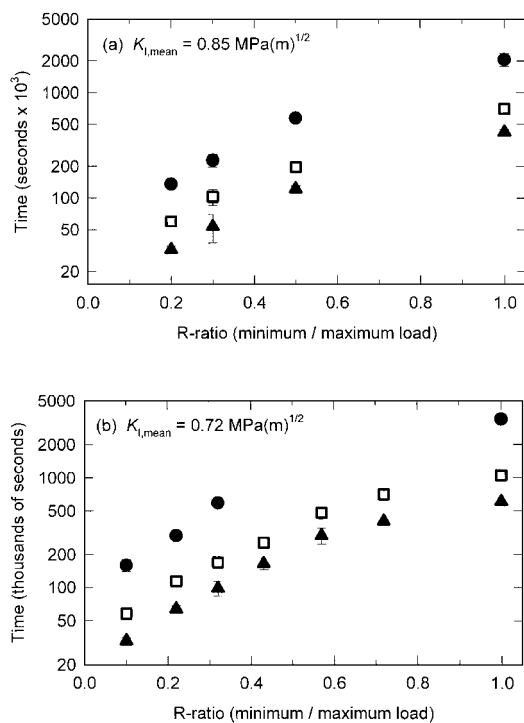 (a) K_I,mean = 0.85 MPa(m)^1/2
Time (seconds x 10^3)
5000
2000
1000
500
200
100
50
20
0.0 0.2 0.4 0.6 0.8 1.0
R-ratio (minimum / maximum load)
(b) K_I,mean = 0.72 MPa(m)^1/2
Time (thousands of seconds)
5000
2000
1000
500
200
100
50
20
0.0 0.2 0.4 0.6 0.8 1.0
R-ratio (minimum / maximum load)